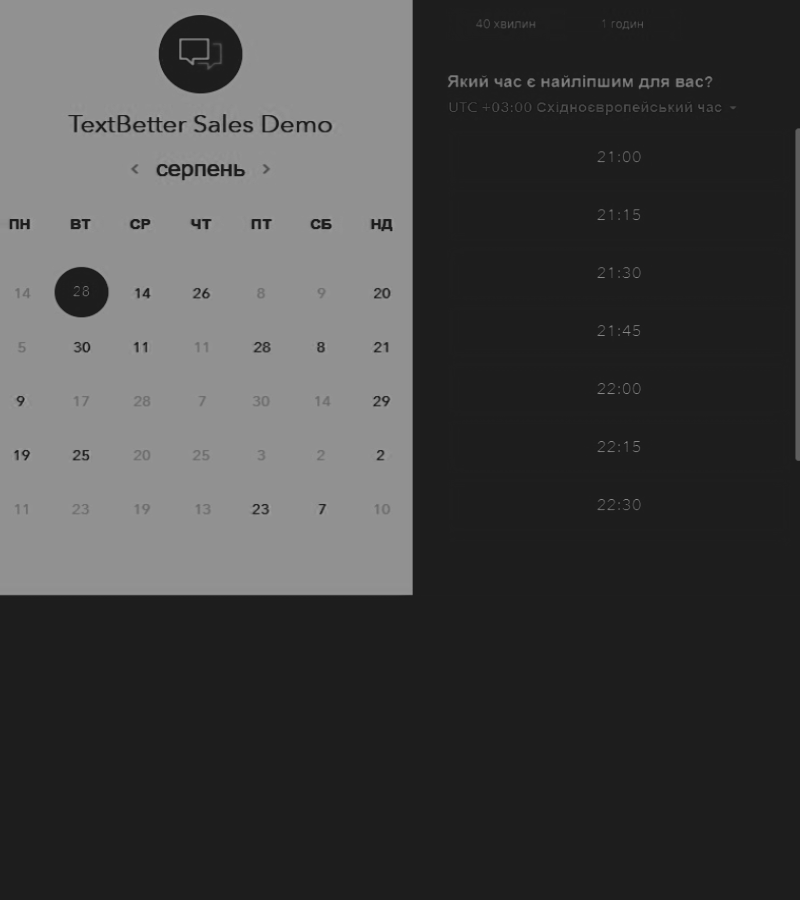 TextBetter Sales Demo
серпень
ПН ВТ СР ЧТ ПТ СБ НД
14 28 14 26 8 9 20
5 30 11 11 28 8 21
9 17 28 7 30 14 29
19 25 20 25 3 2 2
11 23 19 13 23 7 10
40 хвилин 1 годин
Який час є найліпшим для вас?
UTC +03:00 Східноєвропейський час
21:00
21:15
21:30
21:45
22:00
22:15
22:30